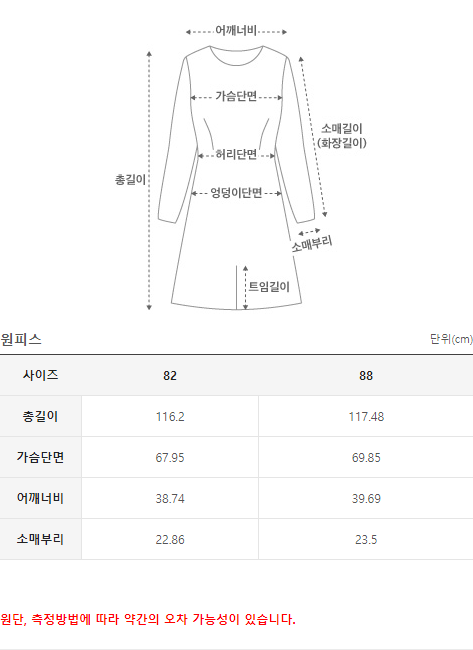 어깨너비
가슴단면
소매길이
(화장길이)
허리단면
총길이
엉덩이단면
소매부리
트임길이
원피스 단위(cm)
사이즈 82 88
총길이 116.2 117.48
가슴단면 67.95 69.85
어깨너비 38.74 39.69
소매부리 22.86 23.5
원단, 측정방법에 따라 약간의 오차 가능성이 있습니다.